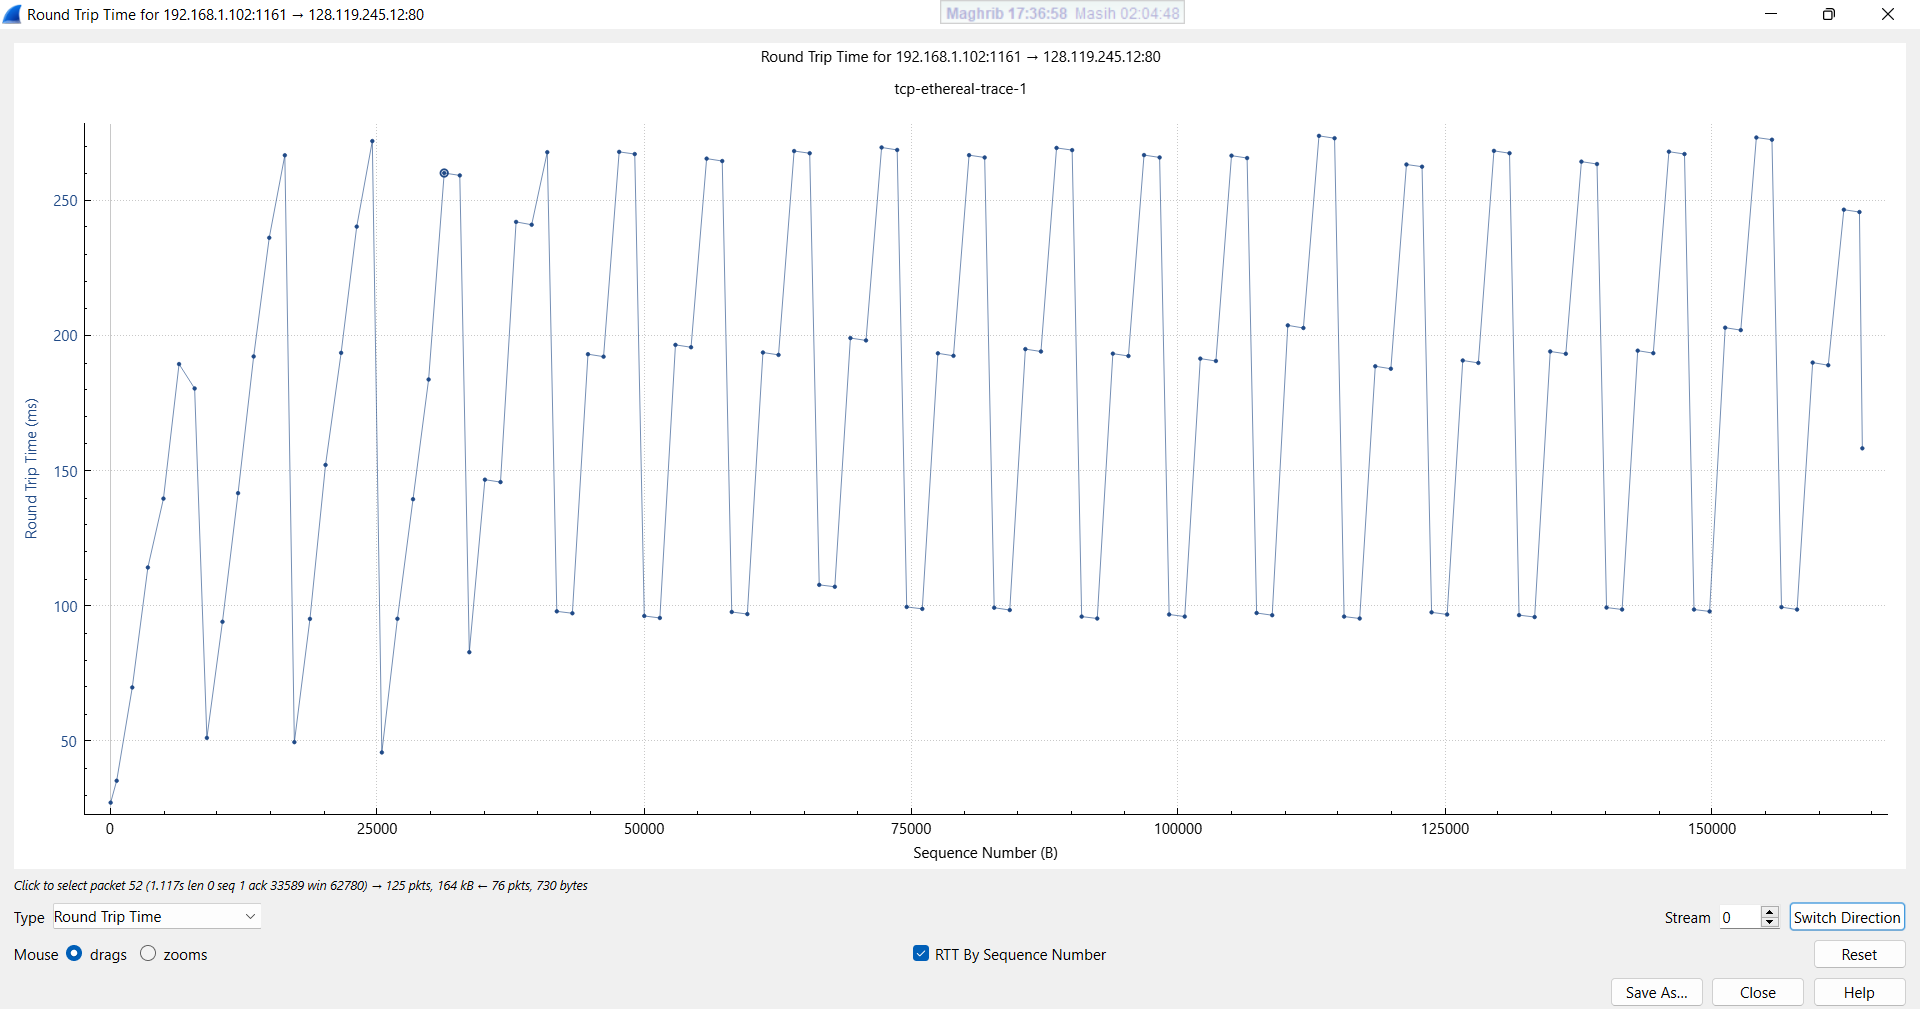 Round Trip Time for 192.168.1.102:1161 → 128.119.245.12:80
Maghrib 17:36:58 Masih 02:04:48
Round Trip Time for 192.168.1.102:1161 → 128.119.245.12:80
tcp-ethereal-trace-1
Round Trip Time (ms)
250
200
150
100
50
0 25000 50000 75000 100000 125000 150000
Sequence Number (B)
Click to select packet 52 (1.117s len 0 seq 1 ack 33589 win 62780) → 125 pkts, 164 kB ← 76 pkts, 730 bytes
Type Round Trip Time Stream 0 Switch Direction
Mouse drags zooms RTT By Sequence Number Reset
Save As... Close Help